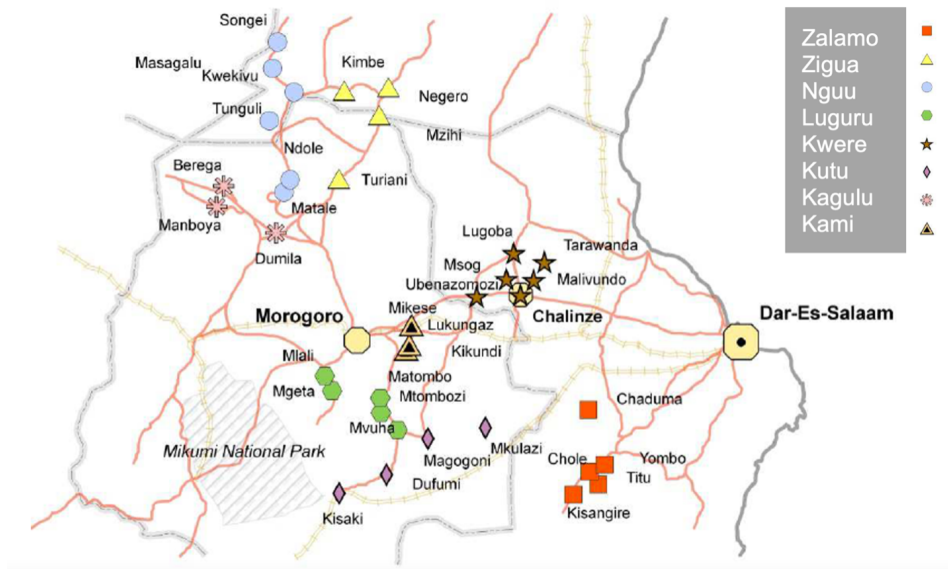 Songei
Masagalu
Kwekivu
Kimbe
Tunguli
Negero
Mzihi
Ndole
Berega
Turiani
Manboya
Matale
Dumila
Lugoba
Tarawanda
Msog
Malivundo
Ubenazomozi
Morogoro
Mikese
Chalinze
Dar-Es-Salaam
Lukungaz
Mlali
Kikundi
Matombo
Mgeta
Mtombozi
Chaduma
Mvuha
Mikumi National Park
Magogoni
Mkulazi
Chole
Yombo
Dufumi
Titu
Kisaki
Kisangire
Zalamo
Zigua
Nguu
Luguru
Kwere
Kutu
Kagulu
Kami